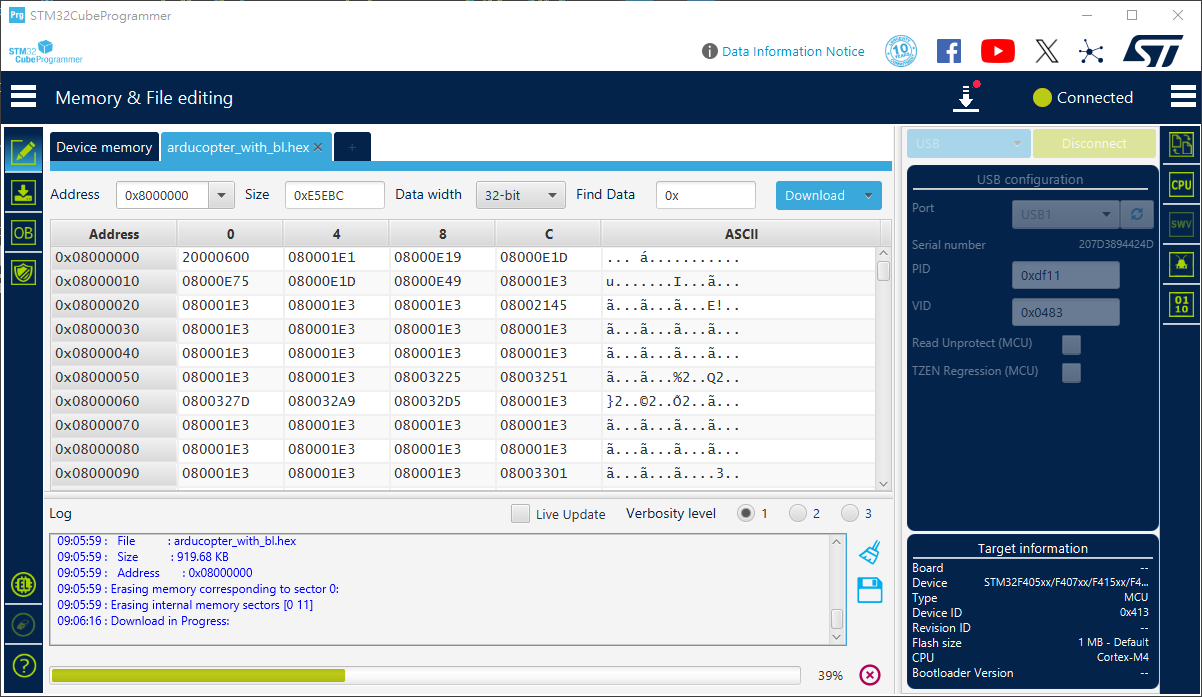 Prg STM32CubeProgrammer
STM32
CubeProgrammer
Data Information Notice
10
YEARS
Memory & File editing
Connected
Device memory
arducopter_with_bl.hex
+
USB
Disconnect
Address 0x8000000 Size 0xE5EBC Data width 32-bit Find Data 0x Download
Address 0 4 8 C ASCII
0x08000000 20000600 080001E1 08000E19 08000E1D ... á...........
0x08000010 08000E75 08000E1D 08000E49 080001E3 u.......I...ã...
0x08000020 080001E3 080001E3 080001E3 08002145 ã...ã...ã...E!..
0x08000030 080001E3 080001E3 080001E3 080001E3 ã...ã...ã...ã...
0x08000040 080001E3 080001E3 080001E3 080001E3 ã...ã...ã...ã...
0x08000050 080001E3 080001E3 08003225 08003251 ã...ã...%2..Q2..
0x08000060 0800327D 080032A9 080032D5 080001E3 }2..©2..Õ2..ã...
0x08000070 080001E3 080001E3 080001E3 080001E3 ã...ã...ã...ã...
0x08000080 080001E3 080001E3 080001E3 080001E3 ã...ã...ã...ã...
0x08000090 080001E3 080001E3 080001E3 08003301 ã...ã...ã....3..
Log
Live Update Verbosity level 1 2 3
09:05:59 : File : arducopter_with_bl.hex
09:05:59 : Size : 919.68 KB
09:05:59 : Address : 0x08000000
09:05:59 : Erasing memory corresponding to sector 0:
09:05:59 : Erasing internal memory sectors [0 11]
09:06:16 : Download in Progress:
39%
USB configuration
Port USB1
Serial number 207D3894424D
PID 0xdf11
VID 0x0483
Read Unprotect (MCU)
TZEN Regression (MCU)
Target information
Board --
Device STM32F405xx/F407xx/F415xx/F4...
Type MCU
Device ID 0x413
Revision ID --
Flash size 1 MB - Default
CPU Cortex-M4
Bootloader Version --
OB
EL
?
CPU
SWV
01
10